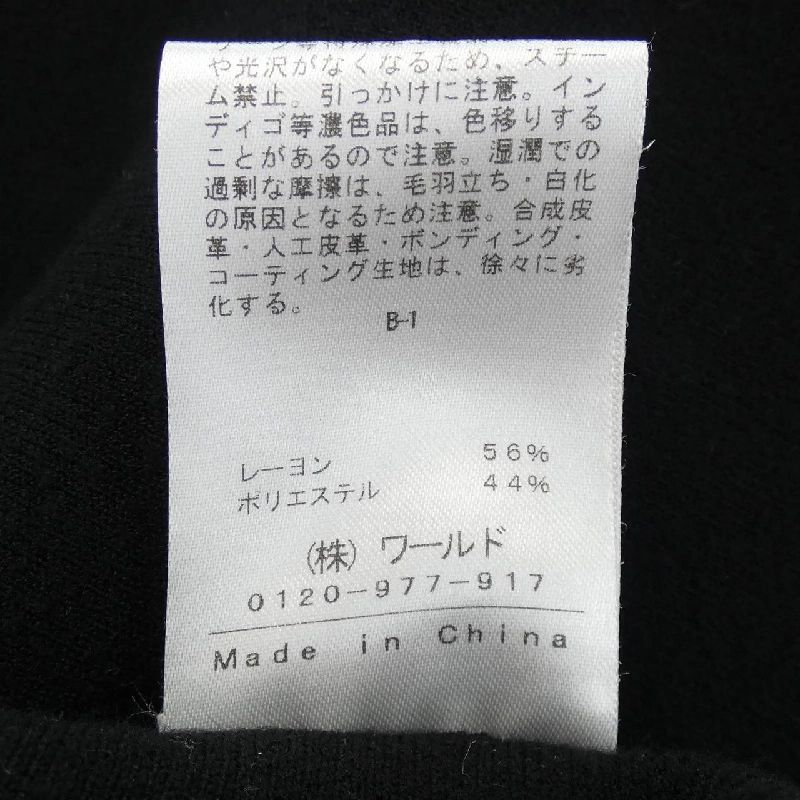 や光沢がなくなるため、スチー
ム禁止。引っかけに注意。イン
ディゴ等濃色品は、色移りする
ことがあるので注意。湿潤での
過剰な摩擦は、毛羽立ち・白化
の原因となるため注意。合成皮
革・人工皮革・ボンディング・
コーティング生地は、徐々に劣
化する。
B-1
レーヨン 56%
ポリエステル 44%
(株) ワールド
0120-977-917
Made in China